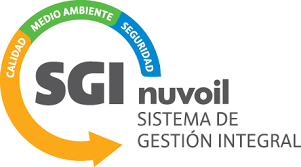 CALIDAD
MEDIO AMBIENTE
SEGURIDAD
SGI nuvoil
SISTEMA DE
GESTIÓN INTEGRAL